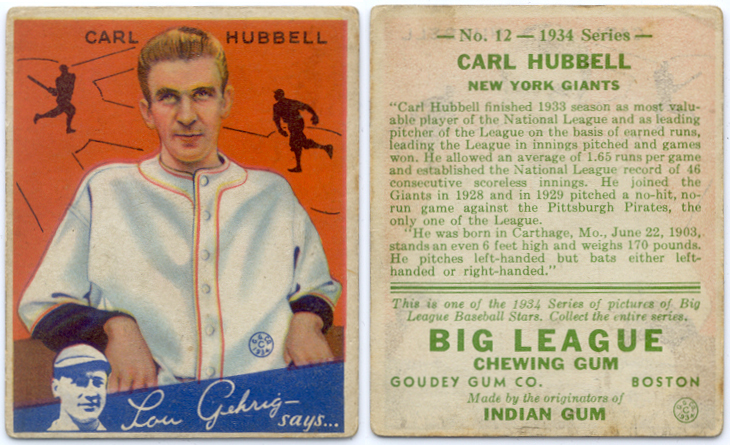 CARL HUBBELL
Lou Gehrig
says...
— No. 12 — 1934 Series —
CARL HUBBELL
NEW YORK GIANTS
"Carl Hubbell finished 1933 season as most valu-
able player of the National League and as leading
pitcher of the League on the basis of earned runs,
leading the League in innings pitched and games
won. He allowed an average of 1.65 runs per game
and established the National League record of 46
consecutive scoreless innings. He joined the
Giants in 1928 and in 1929 pitched a no-hit, no-
run game against the Pittsburgh Pirates, the
only one of the League.
"He was born in Carthage, Mo., June 22, 1903,
stands an even 6 feet high and weighs 170 pounds.
He pitches left-handed but bats either left-
handed or right-handed."
This is one of the 1934 Series of pictures of Big
League Baseball Stars. Collect the entire series.
BIG LEAGUE
CHEWING GUM
GOUDEY GUM CO. BOSTON
Made by the originators of
INDIAN GUM